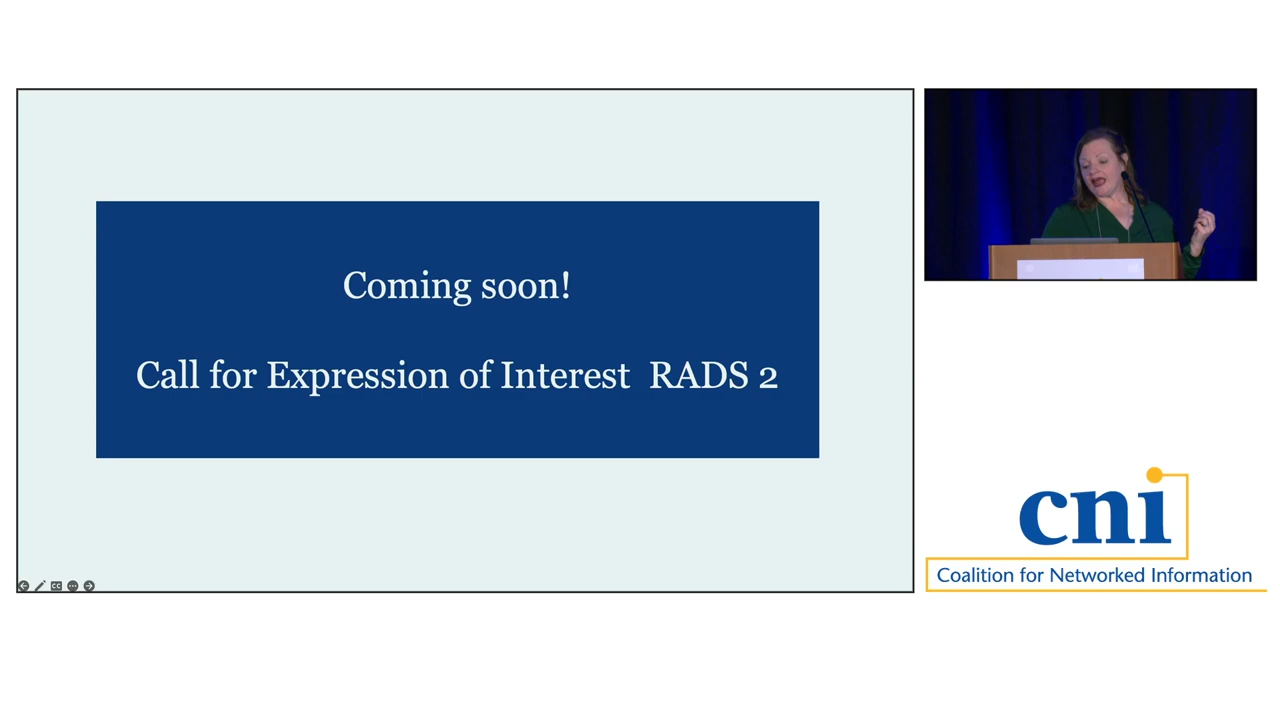 Coming soon!
Call for Expression of Interest RADS 2
cni
Coalition for Networked Information